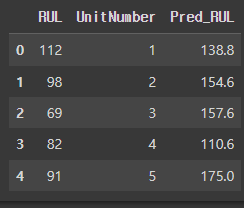 RUL UnitNumber Pred_RUL
0 112 1 138.8
1 98 2 154.6
2 69 3 157.6
3 82 4 110.6
4 91 5 175.0